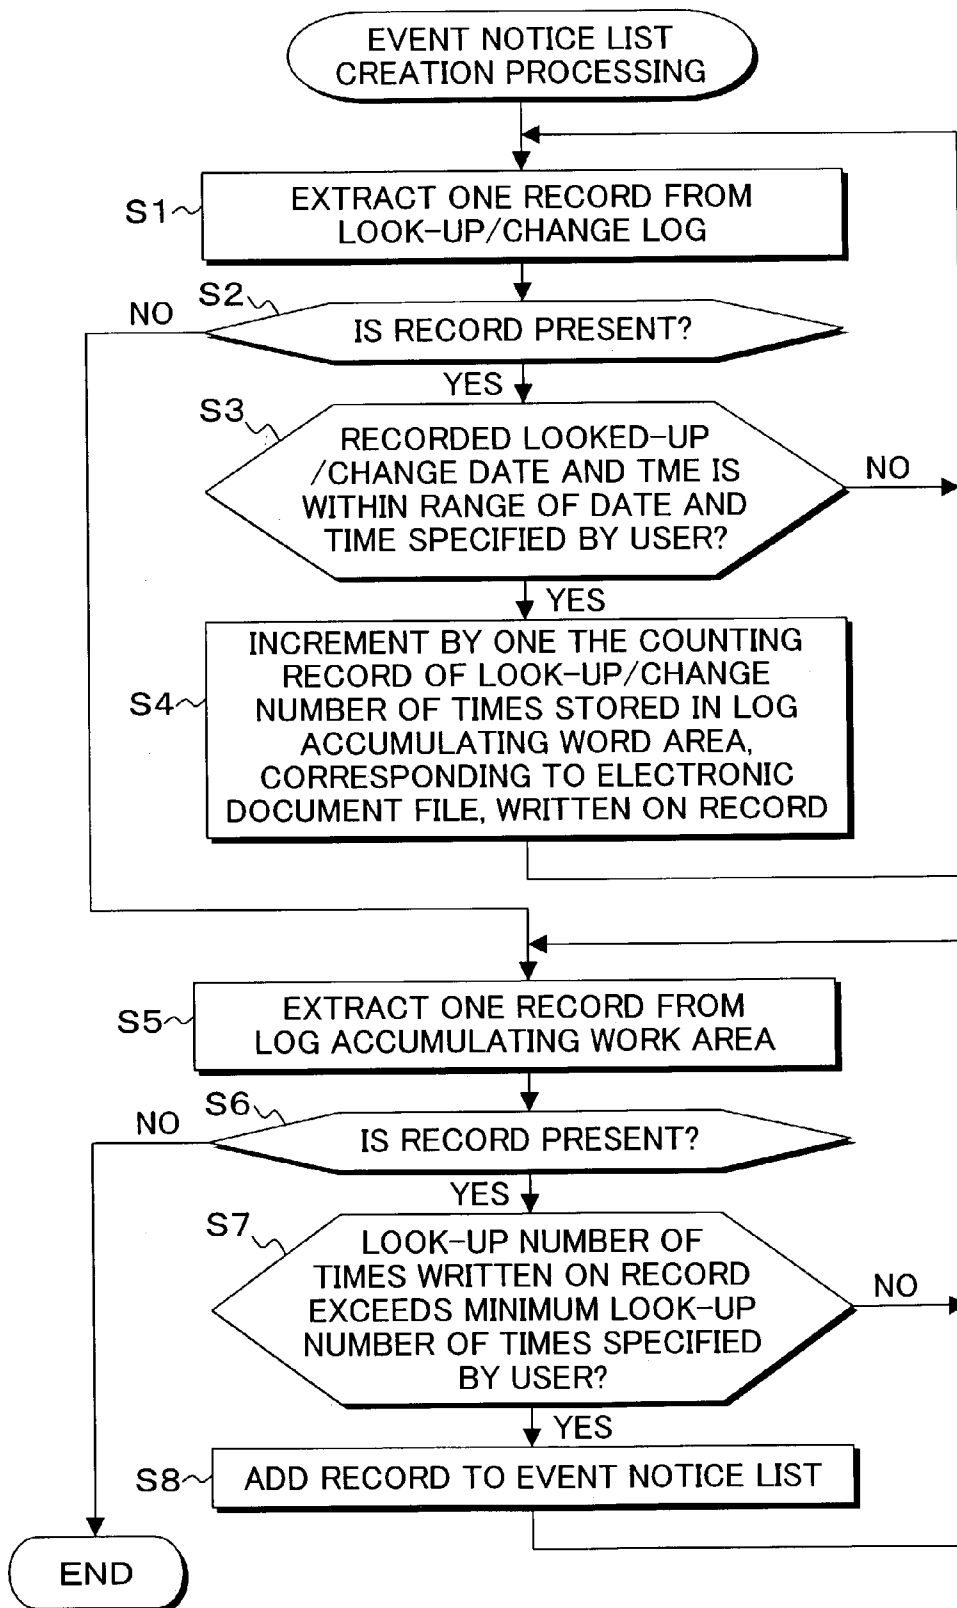 EVENT NOTICE LIST
CREATION PROCESSING
S1
EXTRACT ONE RECORD FROM
LOOK-UP/CHANGE LOG
S2
NO
IS RECORD PRESENT?
YES
S3
RECORDED LOOKED-UP
/CHANGE DATE AND TME IS
WITHIN RANGE OF DATE AND
TIME SPECIFIED BY USER?
NO
YES
S4
INCREMENT BY ONE THE COUNTING
RECORD OF LOOK-UP/CHANGE
NUMBER OF TIMES STORED IN LOG
ACCUMULATING WORD AREA,
CORRESPONDING TO ELECTRONIC
DOCUMENT FILE, WRITTEN ON RECORD
S5
EXTRACT ONE RECORD FROM
LOG ACCUMULATING WORK AREA
S6
NO
IS RECORD PRESENT?
YES
S7
LOOK-UP NUMBER OF
TIMES WRITTEN ON RECORD
EXCEEDS MINIMUM LOOK-UP
NUMBER OF TIMES SPECIFIED
BY USER?
NO
YES
S8
ADD RECORD TO EVENT NOTICE LIST
END